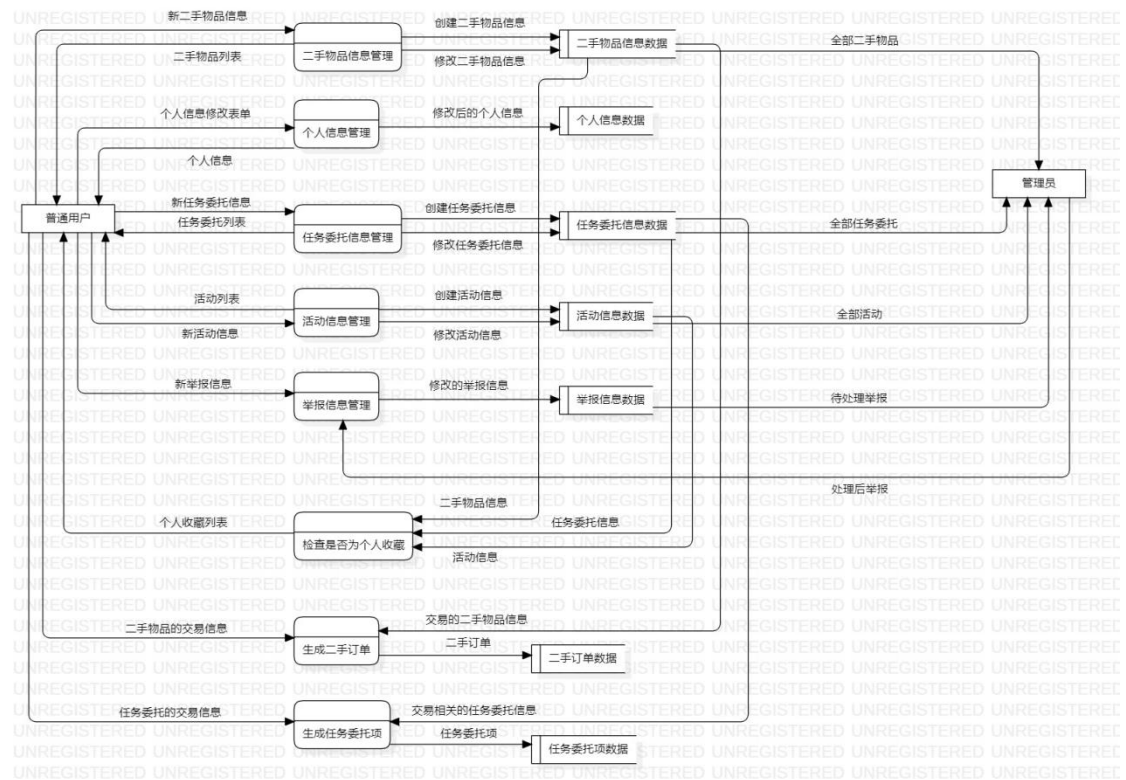 新二手物品信息
创建二手物品信息
二手物品信息数据
全部二手物品
二手物品列表
二手物品信息管理
修改二手物品信息
个人信息修改表单
修改后的个人信息
个人信息管理
个人信息数据
个人信息
管理员
普通用户
新任务委托信息
创建任务委托信息
任务委托列表
任务委托信息管理
任务委托信息数据
全部任务委托
修改任务委托信息
活动列表
创建活动信息
活动信息管理
活动信息数据
全部活动
新活动信息
修改活动信息
新举报信息
修改的举报信息
举报信息管理
举报信息数据
待处理举报
处理后举报
二手物品信息
个人收藏列表
任务委托信息
检查是否为个人收藏
活动信息
二手物品的交易信息
交易的二手物品信息
生成二手订单
二手订单
二手订单数据
任务委托的交易信息
交易相关的任务委托信息
生成任务委托项
任务委托项
任务委托项数据
UNREGISTERED